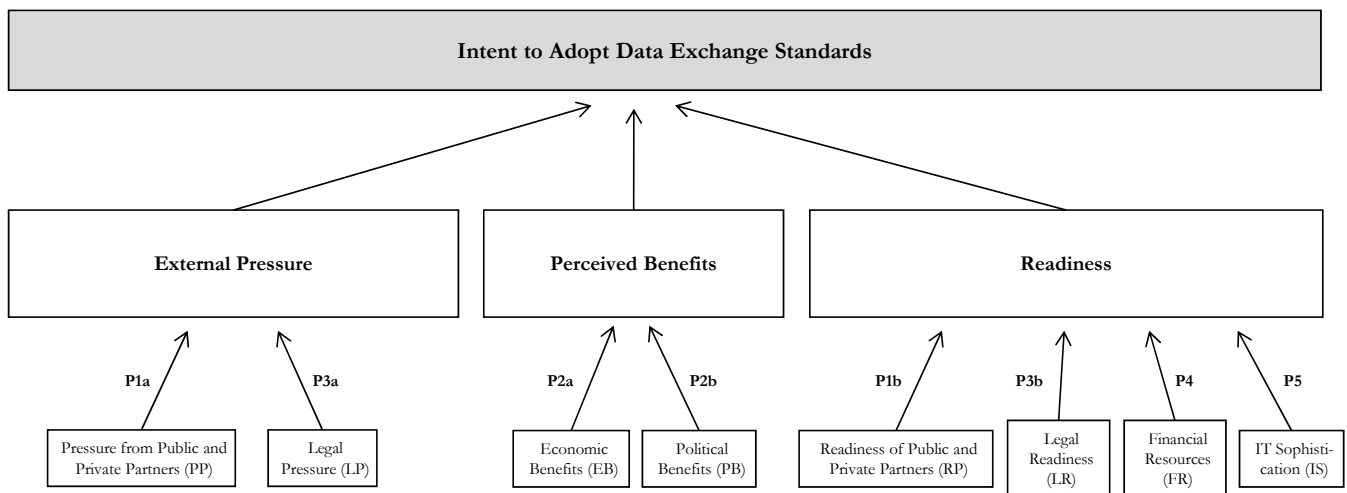 Intent to Adopt Data Exchange Standards
External Pressure
Perceived Benefits
Readiness
P1a
P3a
P2a
P2b
P1b
P3b
P4
P5
Pressure from Public and
Private Partners (PP)
Legal
Pressure (LP)
Economic
Benefits (EB)
Political
Benefits (PB)
Readiness of Public and
Private Partners (RP)
Legal
Readiness
(LR)
Financial
Resources
(FR)
IT Sophisti-
cation (IS)